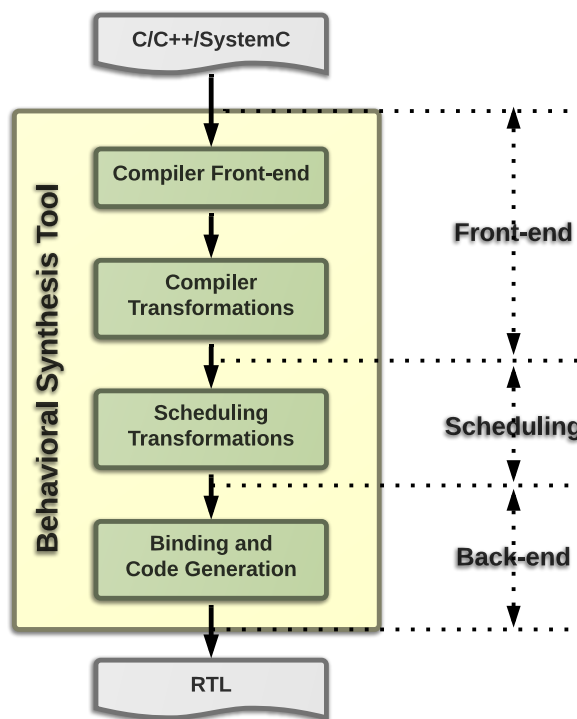 C/C++/SystemC
Behavioral Synthesis Tool
Compiler Front-end
Compiler
Transformations
Front-end
Scheduling
Transformations
Scheduling
Binding and
Code Generation
Back-end
RTL